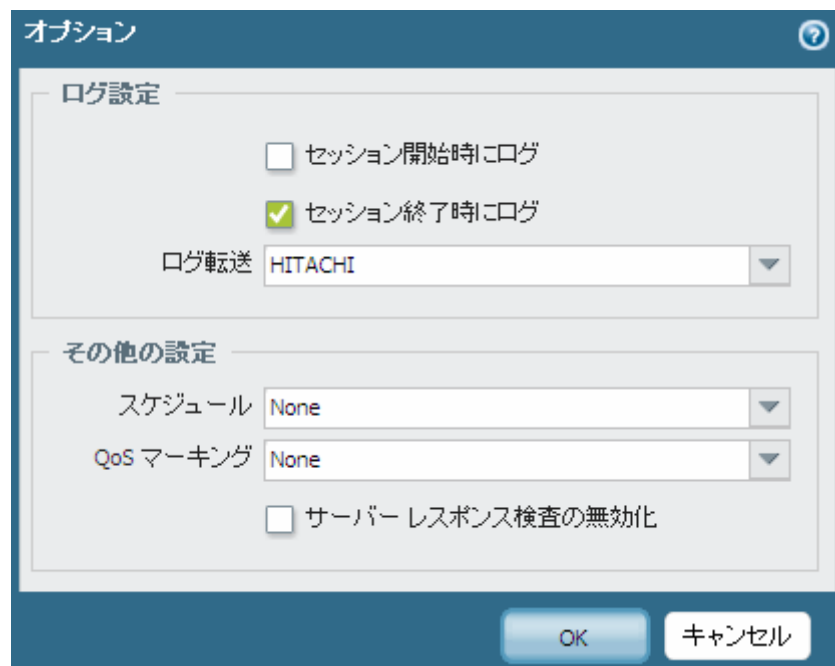 オプション
ログ設定
セッション開始時にログ
セッション終了時にログ
ログ転送 HITACHI
その他の設定
スケジュール None
QoS マーキング None
サーバー レスポンス検査の無効化
OK キャンセル